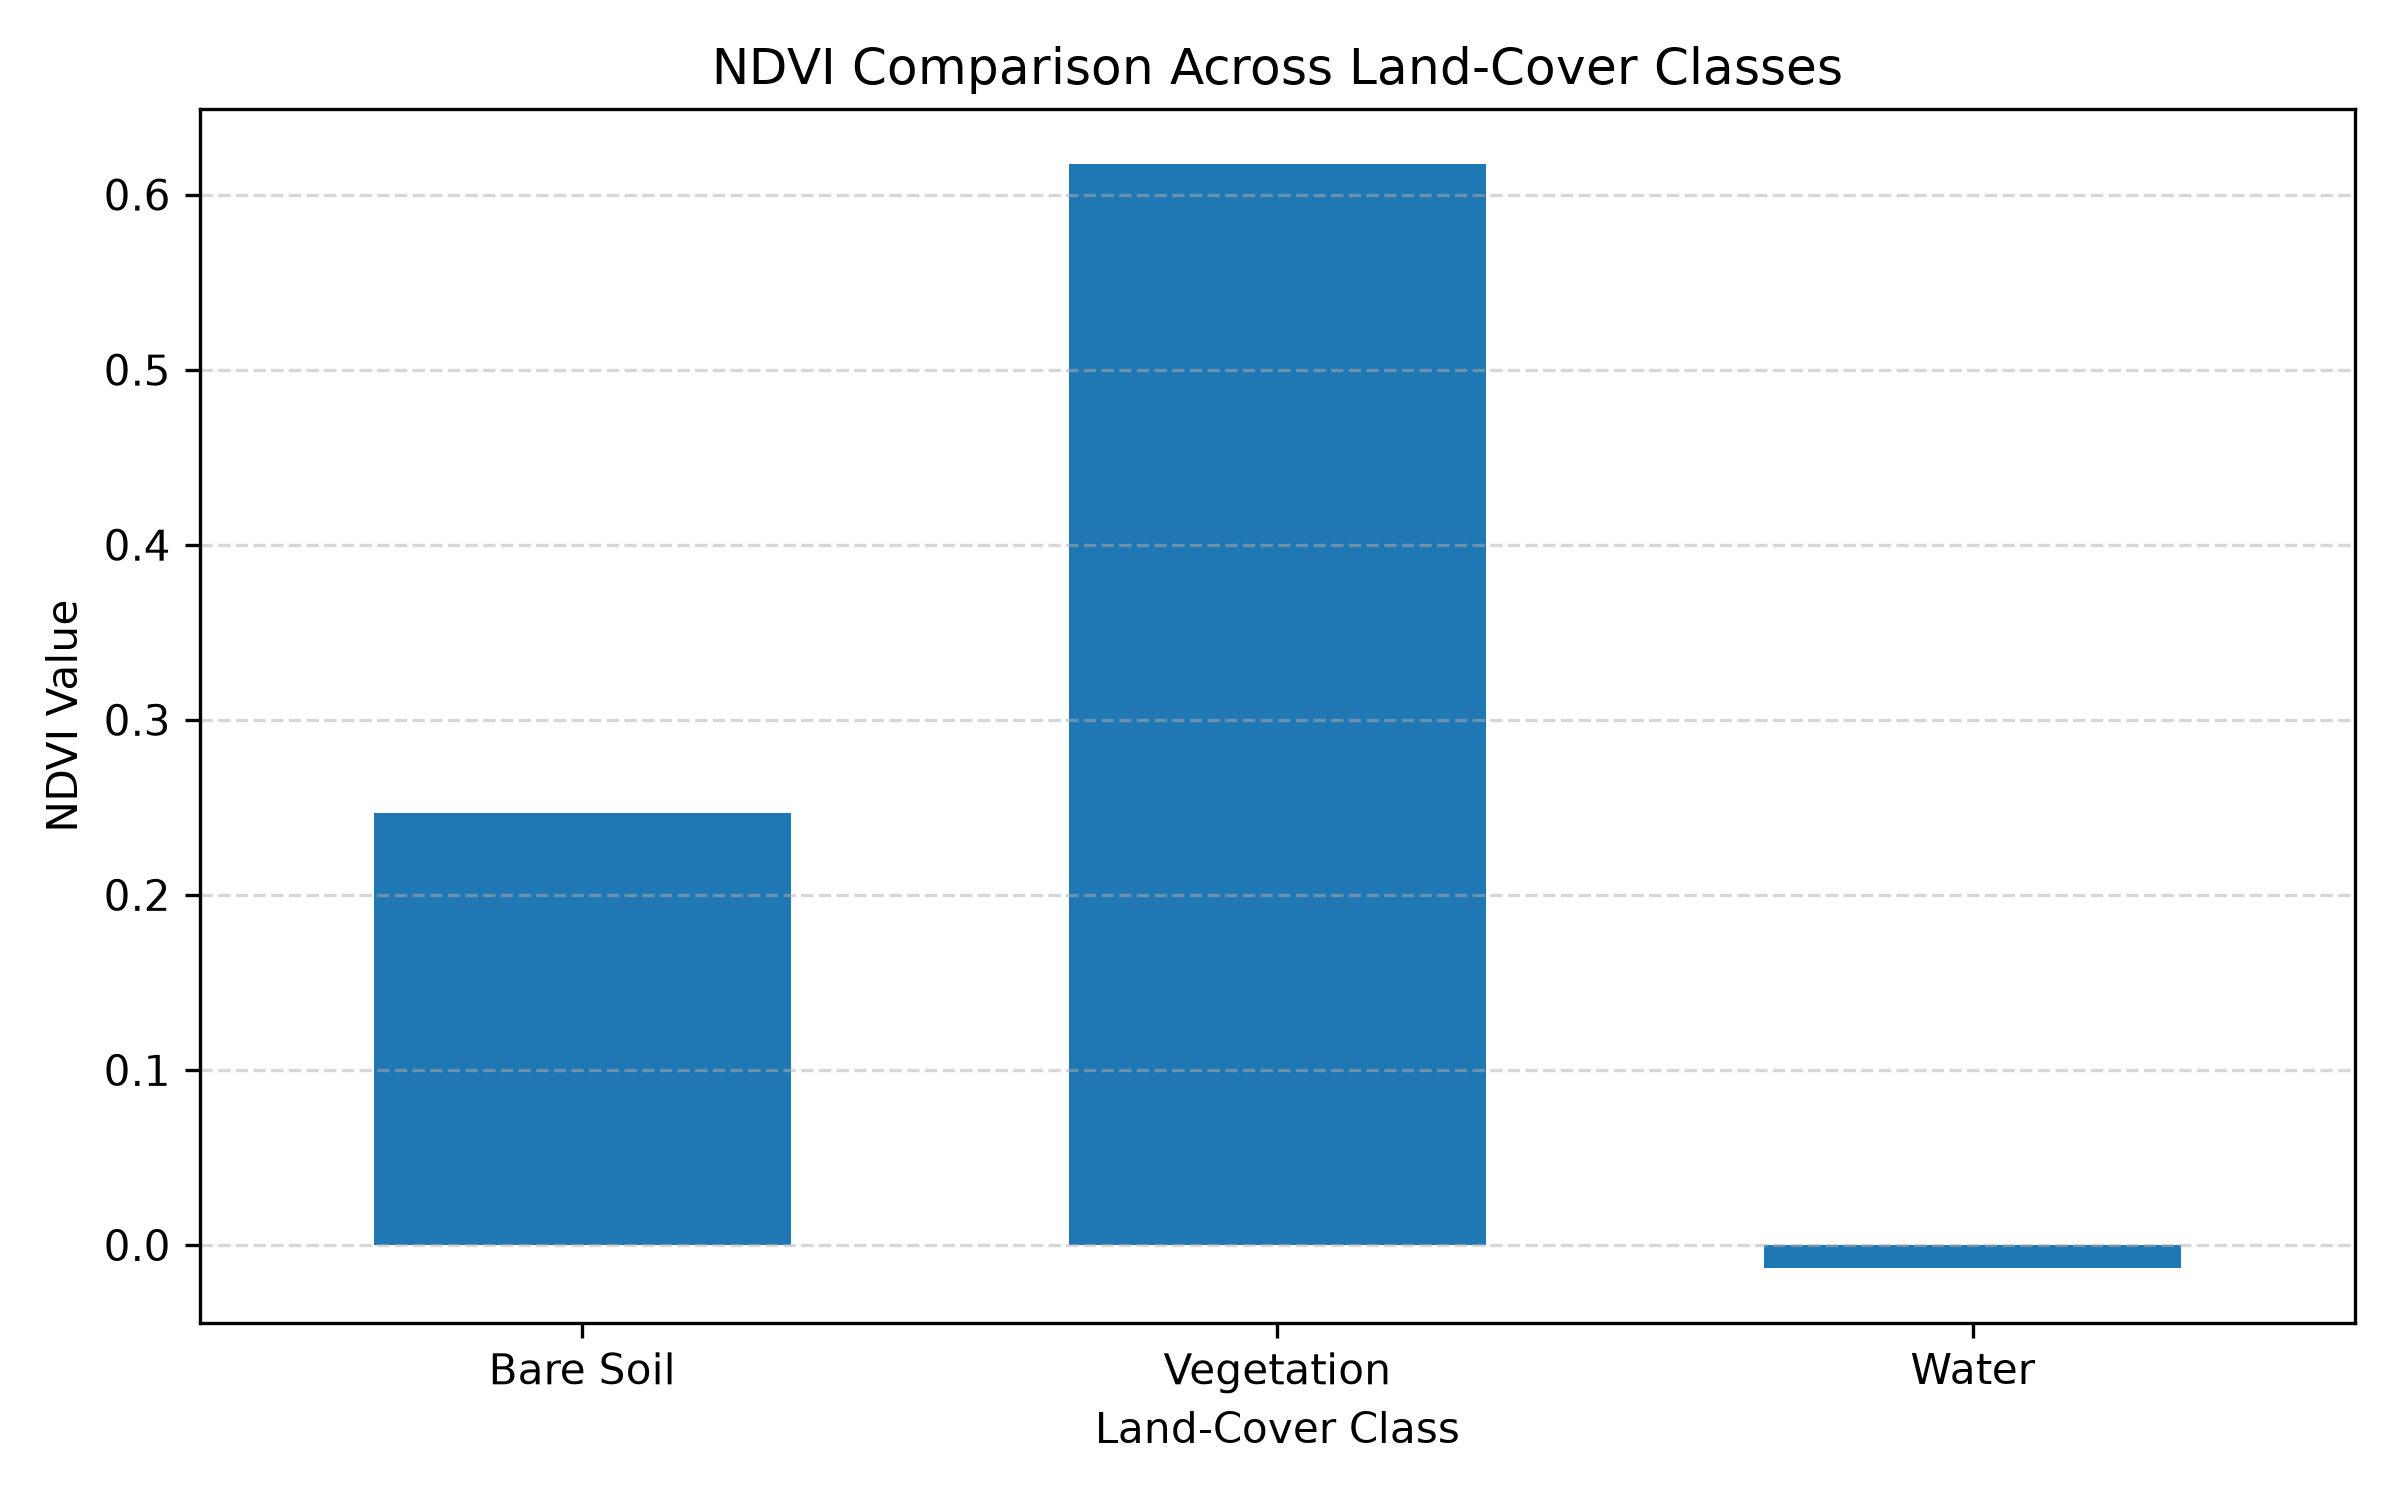 NDVI Comparison Across Land-Cover Classes
NDVI Value
0.6
0.5
0.4
0.3
0.2
0.1
0.0
Bare Soil Vegetation Water
Land-Cover Class